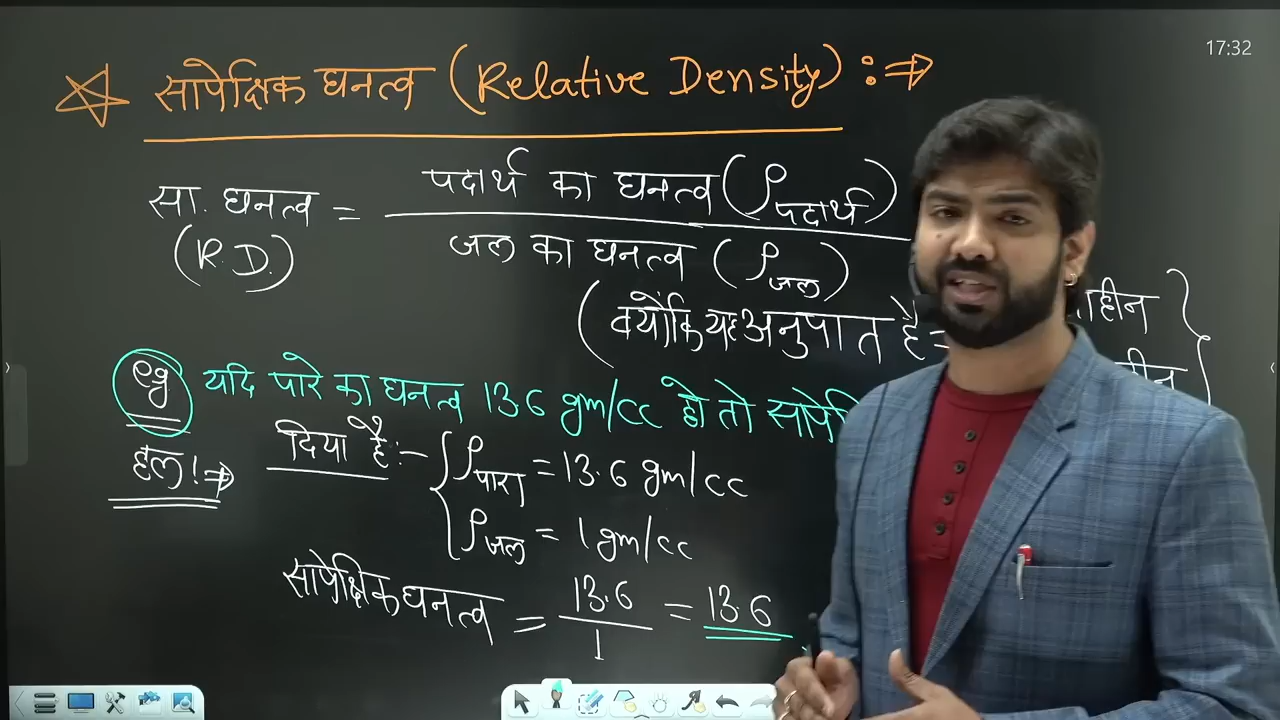 17:32
सापेक्षिक घनत्व (Relative Density) :⇒
सा. घनत्व = पदार्थ का घनत्व (ρपदार्थ)
(R.D.) जल का घनत्व (ρजल)
(क्योंकि यह अनुपात है=
eg यदि पारे का घनत्व 13.6 gm/cc हो तो सापे
हल!⇒ दिया है:- { ρपारा = 13.6 gm/cc
ρजल = 1 gm/cc
सापेक्षिक घनत्व = 13.6 = 13.6
1